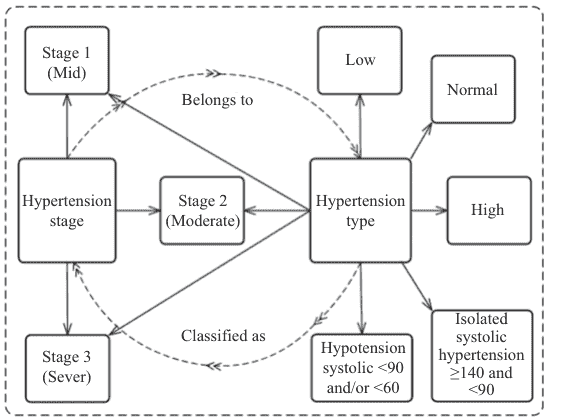 Stage 1
(Mid)
Low
Normal
Belongs to
Hypertension
stage
Stage 2
(Moderate)
Hypertension
type
High
Classified as
Stage 3
(Sever)
Hypotension
systolic <90
and/or <60
Isolated
systolic
hypertension
≥140 and
<90